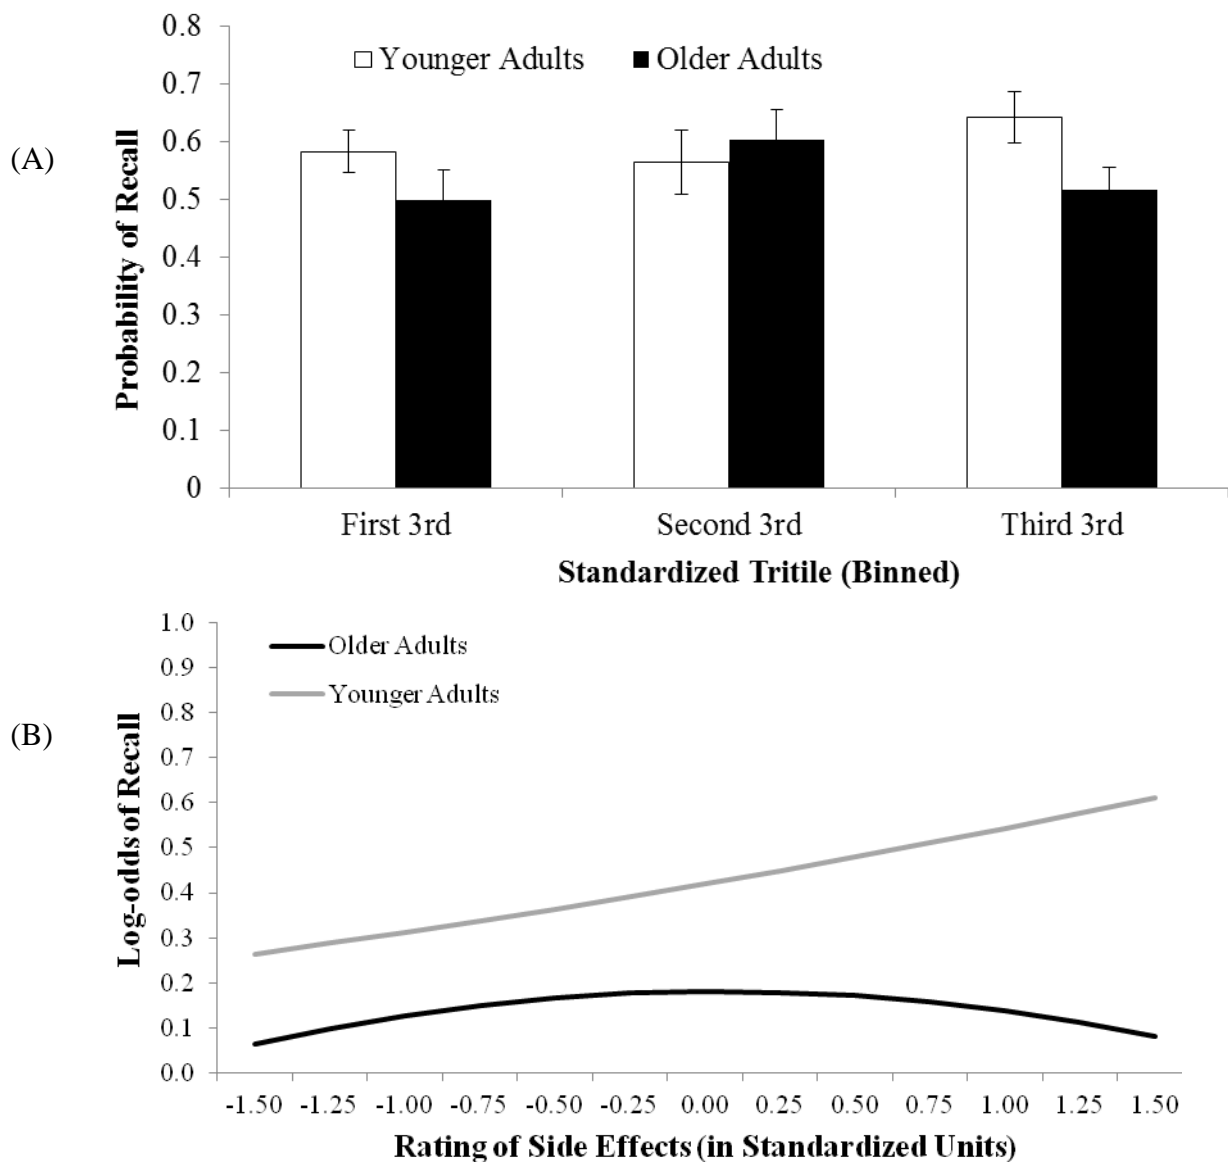 (A)
Probability of Recall
0.8
0.7
0.6
0.5
0.4
0.3
0.2
0.1
0
Younger Adults Older Adults
First 3rd Second 3rd Third 3rd
Standardized Tritile (Binned)
(B)
Log-odds of Recall
1.0
0.9
0.8
0.7
0.6
0.5
0.4
0.3
0.2
0.1
0.0
Older Adults
Younger Adults
-1.50 -1.25 -1.00 -0.75 -0.50 -0.25 0.00 0.25 0.50 0.75 1.00 1.25 1.50
Rating of Side Effects (in Standardized Units)